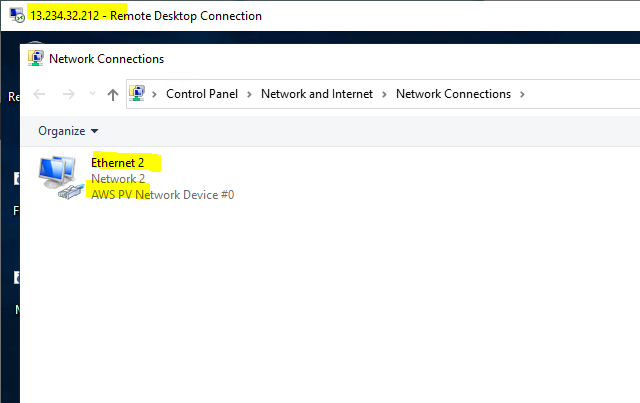 13.234.32.212 - Remote Desktop Connection
Network Connections
Control Panel > Network and Internet > Network Connections >
Organize
Ethernet 2
Network 2
AWS PV Network Device #0
Re
F